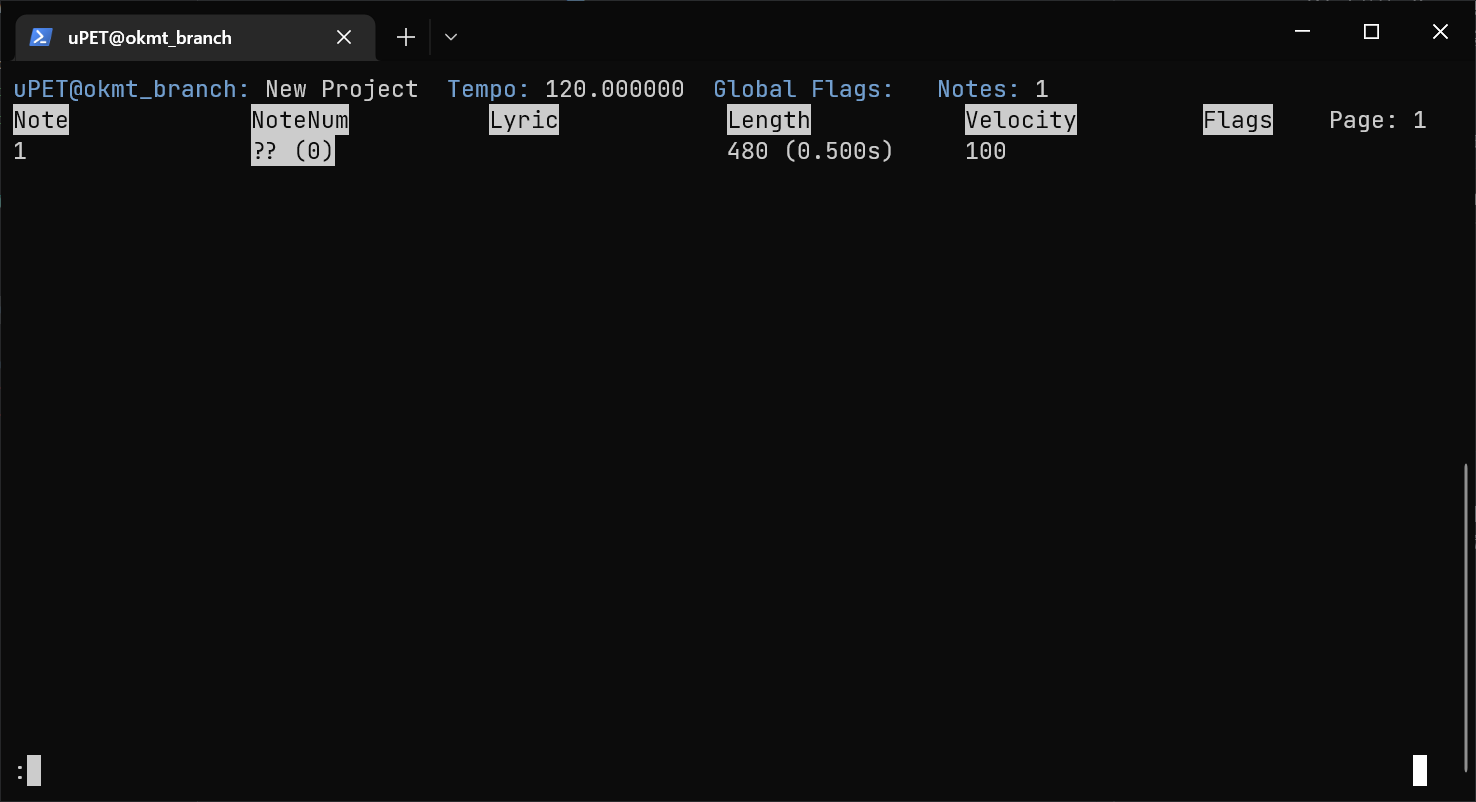 uPET@okmt_branch
uPET@okmt_branch: New Project Tempo: 120.000000 Global Flags: Notes: 1
Note NoteNum Lyric Length Velocity Flags Page: 1
1 ?? (0) 480 (0.500s) 100
: